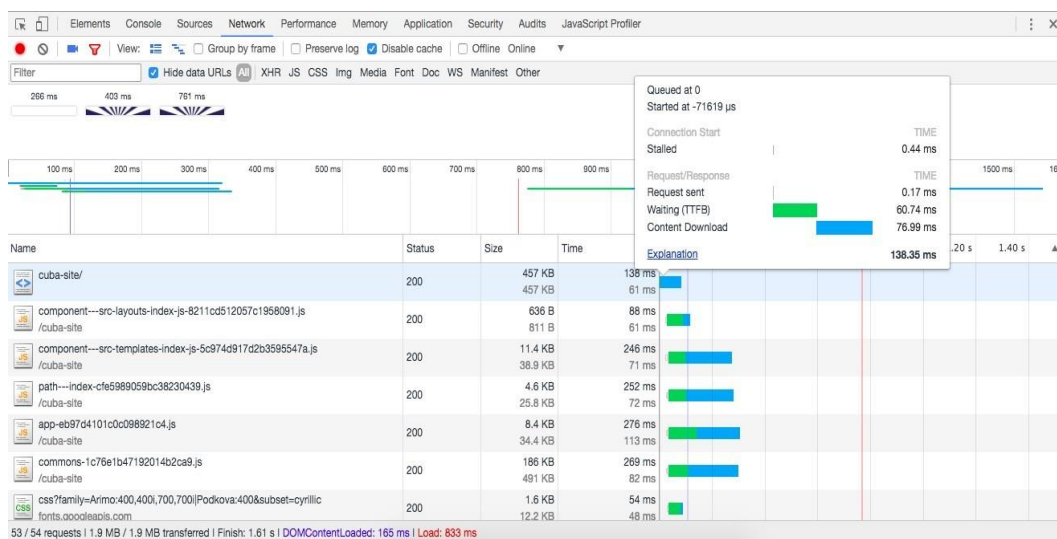 Elements Console Sources Network Performance Memory Application Security Audits JavaScript Profiler
View: Group by frame Preserve log Disable cache Offline Online
Filter Hide data URLs All XHR JS CSS Img Media Font Doc WS Manifest Other
266 ms 403 ms 761 ms
Queued at 0
Started at -71619 µs
Connection Start TIME
Stalled 0.44 ms
100 ms 200 ms 300 ms 400 ms 500 ms 600 ms 700 ms 800 ms 900 ms 1500 ms 16
Request/Response TIME
Request sent 0.17 ms
Waiting (TTFB) 60.74 ms
Content Download 76.99 ms
Explanation 138.35 ms
Name Status Size Time .20 s 1.40 s
cuba-site/ 200 457 KB 138 ms
457 KB 61 ms
component---src-layouts-index-js-8211cd512057c1958091.js 200 636 B 88 ms
/cuba-site 811 B 61 ms
component---src-templates-index-js-5c974d917d2b3595547a.js 200 11.4 KB 246 ms
/cuba-site 38.9 KB 71 ms
path---index-cfe5989059bc38230439.js 200 4.6 KB 252 ms
/cuba-site 25.8 KB 72 ms
app-eb97d4101c0c098921c4.js 200 8.4 KB 276 ms
/cuba-site 34.4 KB 113 ms
commons-1c76e1b47192014b2ca9.js 200 186 KB 269 ms
/cuba-site 491 KB 82 ms
css?family=Arimo:400,400i,700,700i|Podkova:400&subset=cyrillic 200 1.6 KB 54 ms
fonts.googleapis.com 12.2 KB 48 ms
53 / 54 requests | 1.9 MB / 1.9 MB transferred | Finish: 1.61 s | DOMContentLoaded: 165 ms | Load: 833 ms